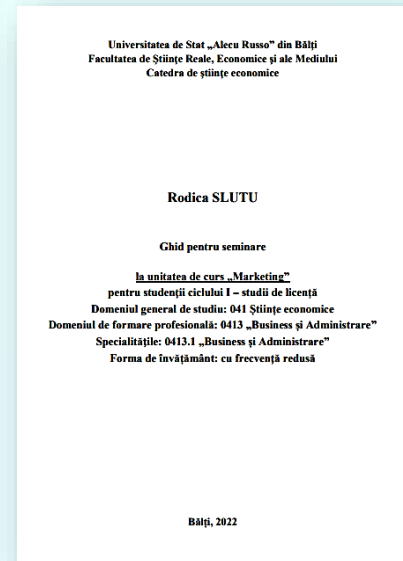 Universitatea de Stat „Alecu Russo” din Bălți
Facultatea de Științe Reale, Economice și ale Mediului
Catedra de științe economice
Rodica SLUTU
Ghid pentru seminare
la unitatea de curs „Marketing”
pentru studenții ciclului I – studii de licență
Domeniul general de studiu: 041 Științe economice
Domeniul de formare profesională: 0413 „Business și Administrare”
Specialitățile: 0413.1 „Business și Administrare”
Forma de învățământ: cu frecvență redusă
Bălți, 2022